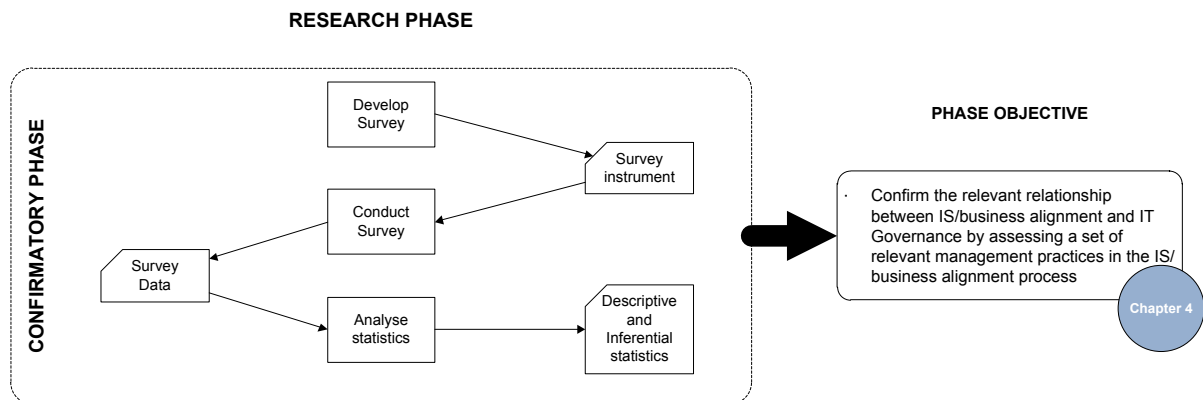 RESEARCH PHASE
CONFIRMATORY PHASE
Develop
Survey
Survey
instrument
Conduct
Survey
Survey
Data
Analyse
statistics
Descriptive
and
Inferential
statistics
PHASE OBJECTIVE
· Confirm the relevant relationship
between IS/business alignment and IT
Governance by assessing a set of
relevant management practices in the IS/
business alignment process
Chapter 4